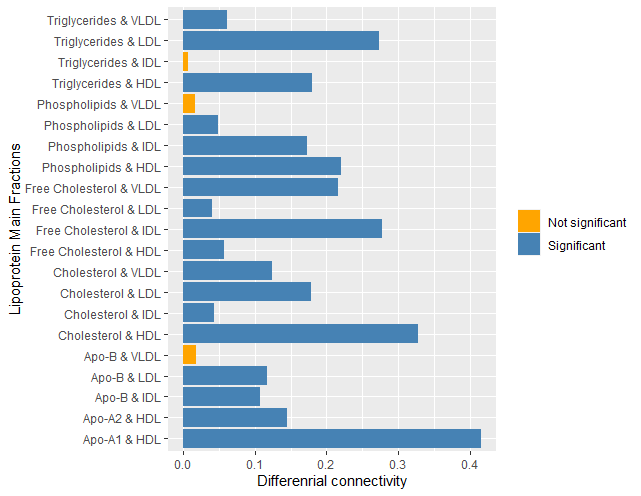 Triglycerides & VLDL
Triglycerides & LDL
Triglycerides & IDL
Triglycerides & HDL
Phospholipids & VLDL
Phospholipids & LDL
Phospholipids & IDL
Phospholipids & HDL
Free Cholesterol & VLDL
Free Cholesterol & LDL
Free Cholesterol & IDL
Free Cholesterol & HDL
Cholesterol & VLDL
Cholesterol & LDL
Cholesterol & IDL
Cholesterol & HDL
Apo-B & VLDL
Apo-B & LDL
Apo-B & IDL
Apo-A2 & HDL
Apo-A1 & HDL
Lipoprotein Main Fractions
0.0 0.1 0.2 0.3 0.4
Differenrial connectivity
Not significant
Significant